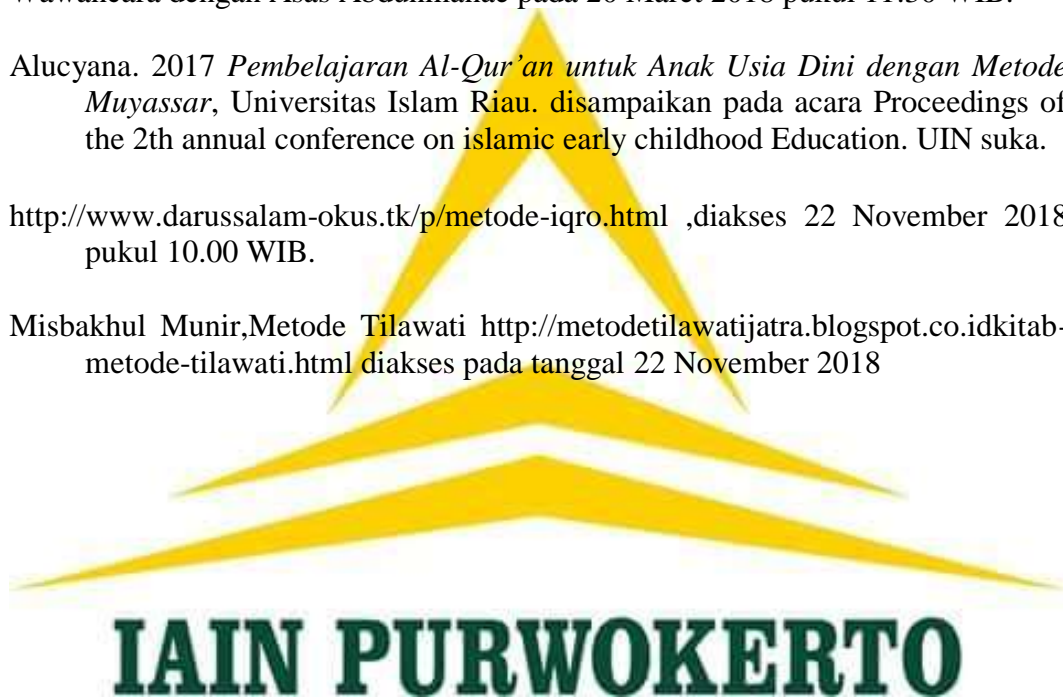 Alucyana. 2017 Pembelajaran Al-Qur’an untuk Anak Usia Dini dengan Metode
Muyassar, Universitas Islam Riau. disampaikan pada acara Proceedings of
the 2th annual conference on islamic early childhood Education. UIN suka.
http://www.darussalam-okus.tk/p/metode-iqro.html ,diakses 22 November 2018
pukul 10.00 WIB.
Misbakhul Munir,Metode Tilawati http://metodetilawatijatra.blogspot.co.idkitab-
metode-tilawati.html diakses pada tanggal 22 November 2018
IAIN PURWOKERTO